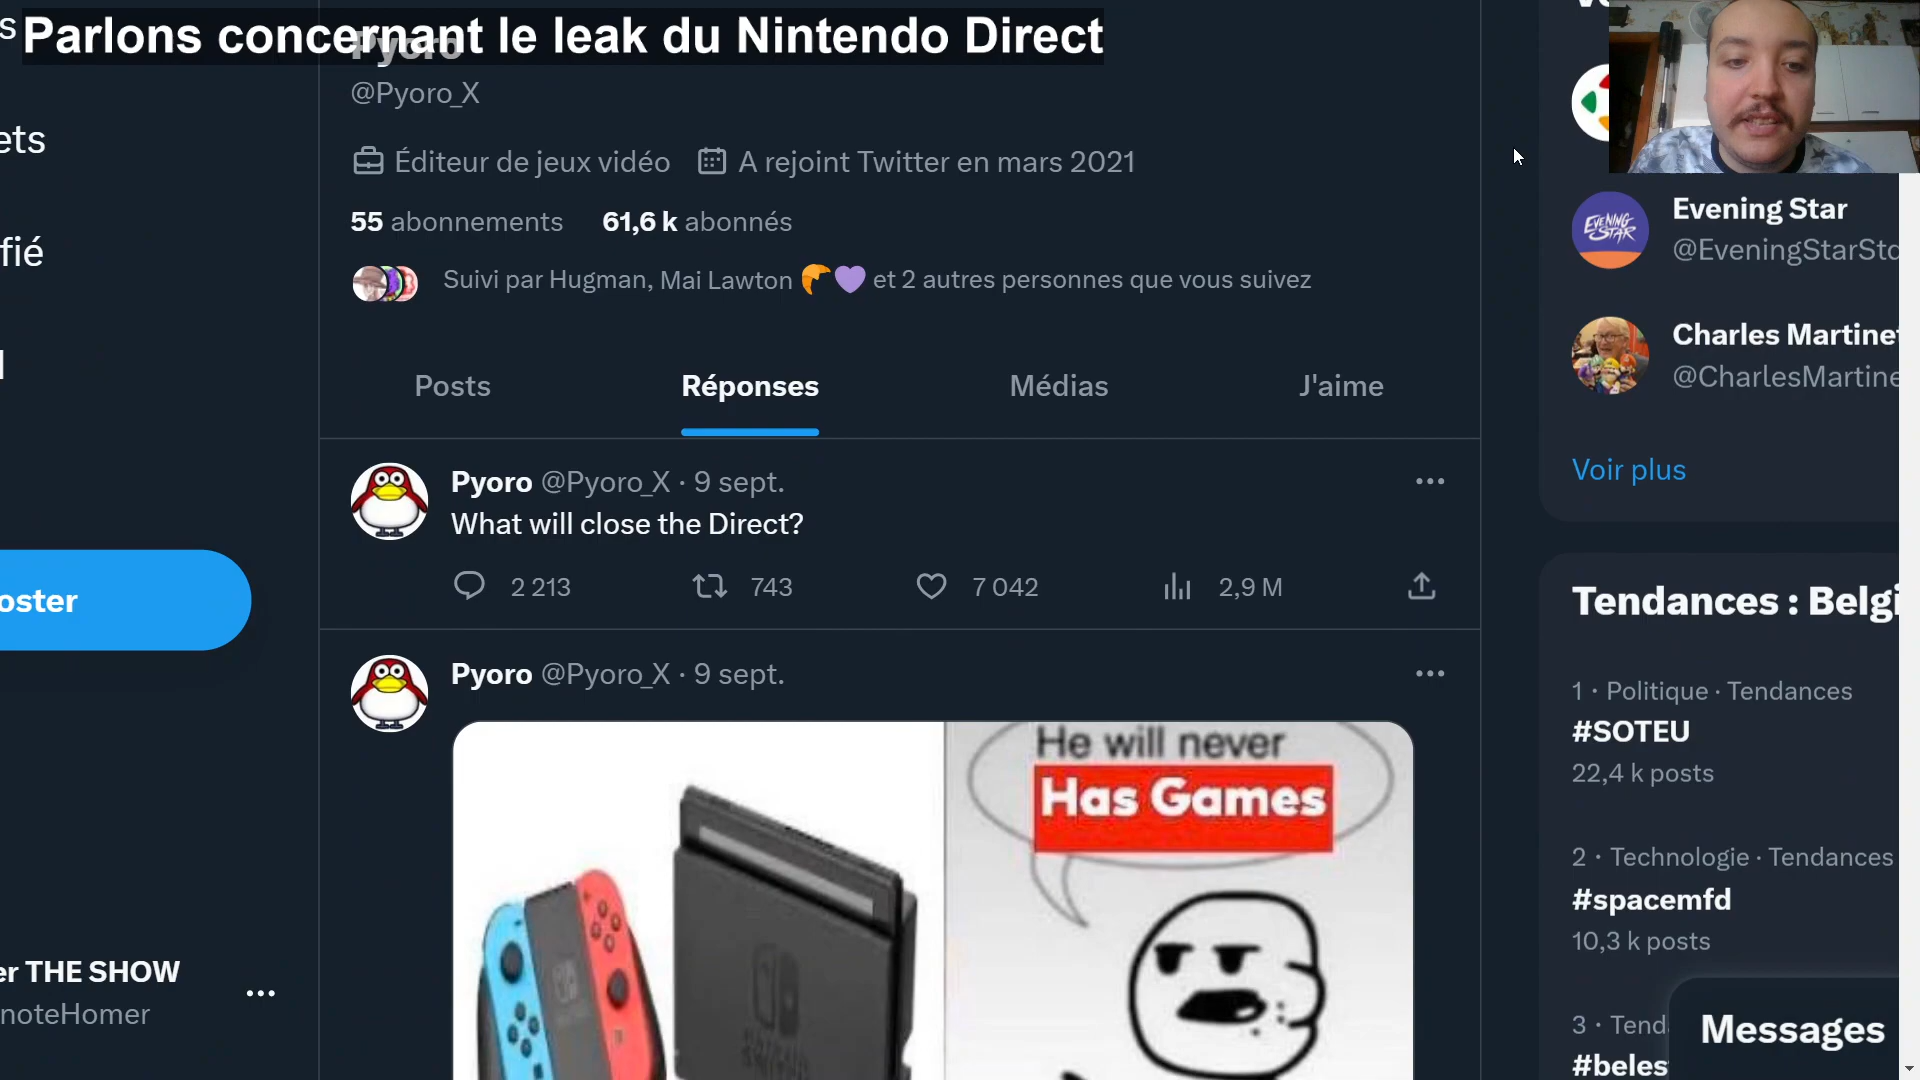 Parlons concernant le leak du Nintendo Direct
Pyoro
@Pyoro_X
Éditeur de jeux vidéo A rejoint Twitter en mars 2021
55 abonnements 61,6 k abonnés
Suivi par Hugman, Mai Lawton 🥐💜 et 2 autres personnes que vous suivez
Posts Réponses Médias J'aime
Pyoro @Pyoro_X · 9 sept.
What will close the Direct?
2 213 743 7 042 2,9 M
Pyoro @Pyoro_X · 9 sept.
He will never
Has Games
ets
fié
oster
er THE SHOW
noteHomer
EVENING STAR
Evening Star
@EveningStarStd
Charles Martinet
@CharlesMartine
Voir plus
Tendances : Belgi
1 · Politique · Tendances
#SOTEU
22,4 k posts
2 · Technologie · Tendances
#spacemfd
10,3 k posts
3 · Tend
#beles
Messages